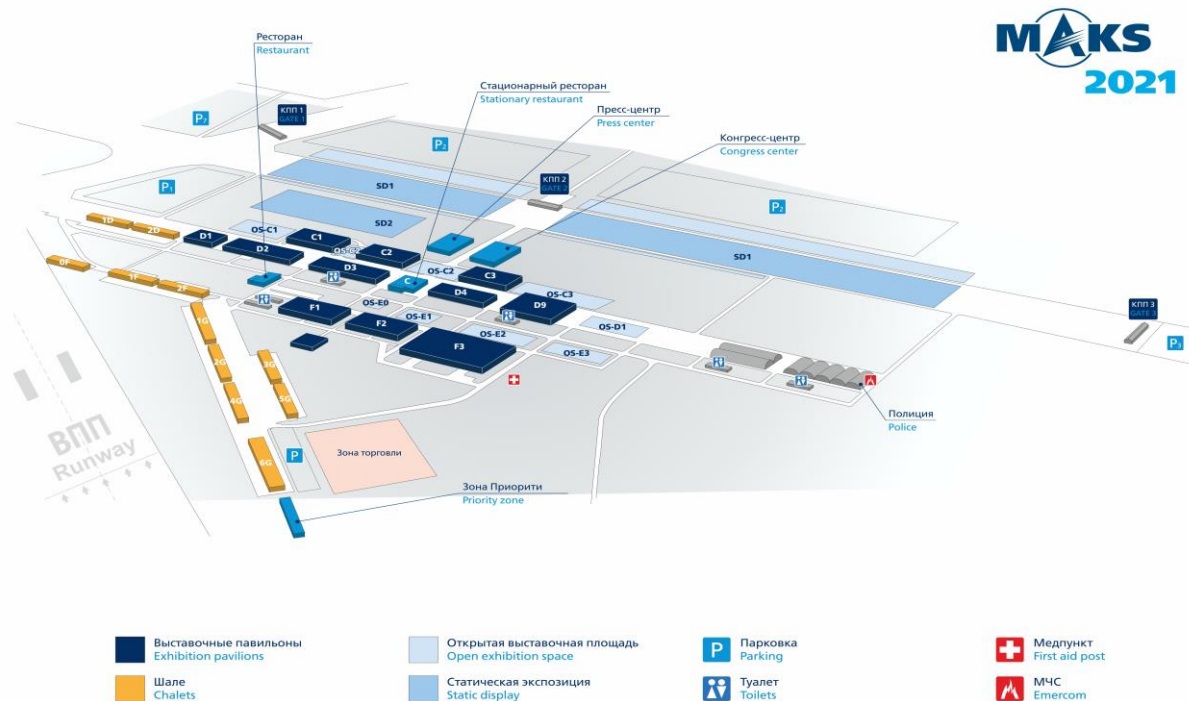 MAKS
2021
Ресторан
Restaurant
Стационарный ресторан
Stationary restaurant
Пресс-центр
Press center
Конгресс-центр
Congress center
КПП 1
GATE 1
P2
P1
КПП 2
GATE 2
P2
SD1
SD2
SD1
1D
2D
D1
OS-C1
D2
C1
OS-C2
C2
D3
OS-C2
C3
C
D4
OS-C3
D9
0F
1F
2F
F1
OS-E0
OS-E1
F2
OS-E2
OS-D1
F3
OS-E3
КПП 3
GATE 3
P3
1G
2G
3G
4G
5G
6G
P
ВПП
Runway
Зона торговли
Полиция
Police
Зона Приорити
Priority zone
Выставочные павильоны
Exhibition pavilions
Шале
Chalets
Открытая выставочная площадь
Open exhibition space
Статическая экспозиция
Static display
P
Парковка
Parking
Туалет
Toilets
Медпункт
First aid post
МЧС
Emercom